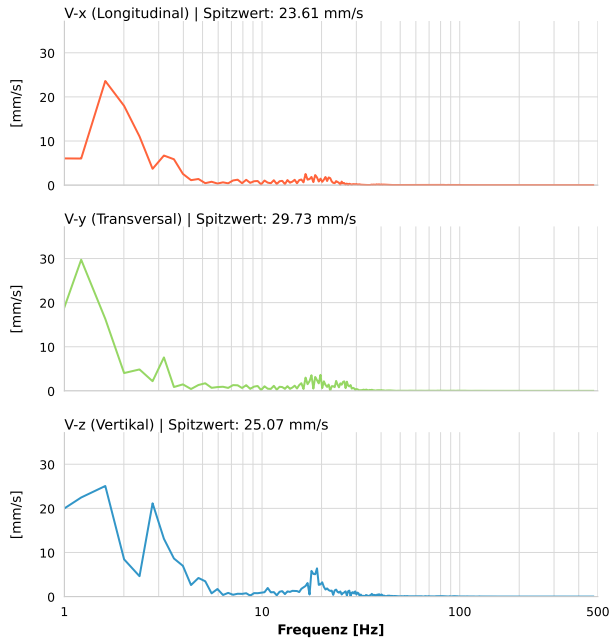 V-x (Longitudinal) | Spitzwert: 23.61 mm/s
30
20
10
0
[mm/s]
V-y (Transversal) | Spitzwert: 29.73 mm/s
30
20
10
0
[mm/s]
V-z (Vertikal) | Spitzwert: 25.07 mm/s
30
20
10
0
[mm/s]
1 10 100 500
Frequenz [Hz]